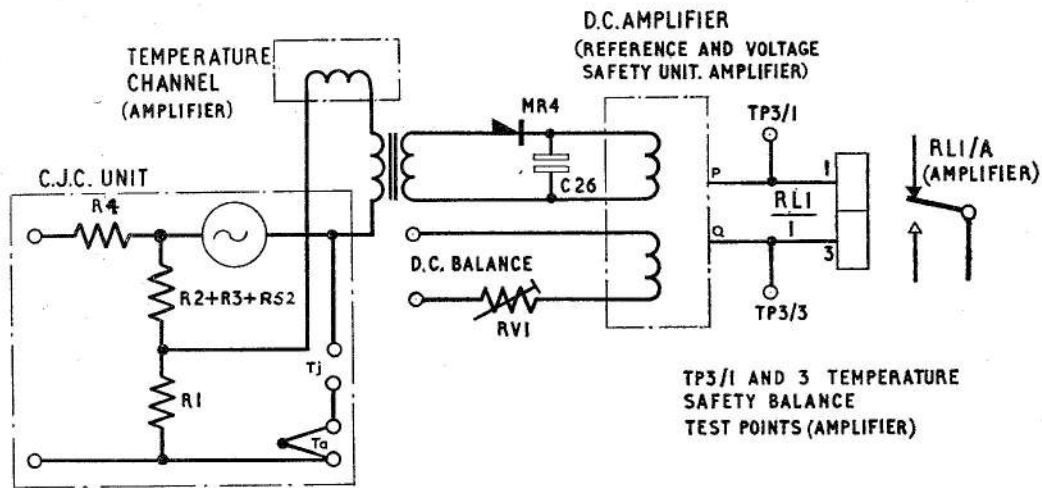 D.C. AMPLIFIER
(REFERENCE AND VOLTAGE
SAFETY UNIT. AMPLIFIER)
TEMPERATURE
CHANNEL
(AMPLIFIER)
MR4
TP3/1
C.J.C. UNIT
R4
C26
P
1
RL1
1
RL1/A
(AMPLIFIER)
Q
3
D.C. BALANCE
R2+R3+R52
RV1
TP3/3
Tj
R1
Ta
TP3/1 AND 3 TEMPERATURE
SAFETY BALANCE
TEST POINTS (AMPLIFIER)